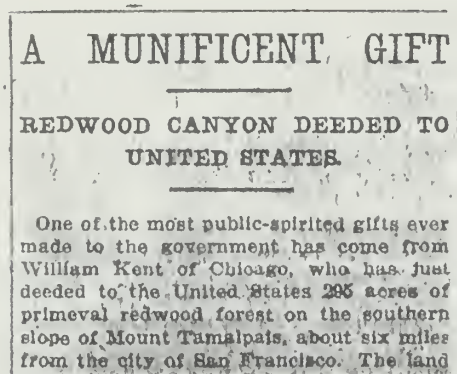 A MUNIFICENT GIFT
REDWOOD CANYON DEEDED TO
UNITED STATES.
One of the most public-spirited gifts ever
made to the government has come from
William Kent of Chicago, who has just
deeded to the United States 295 acres of
primeval redwood forest on the southern
slope of Mount Tamalpais, about six miles
from the city of San Francisco. The land